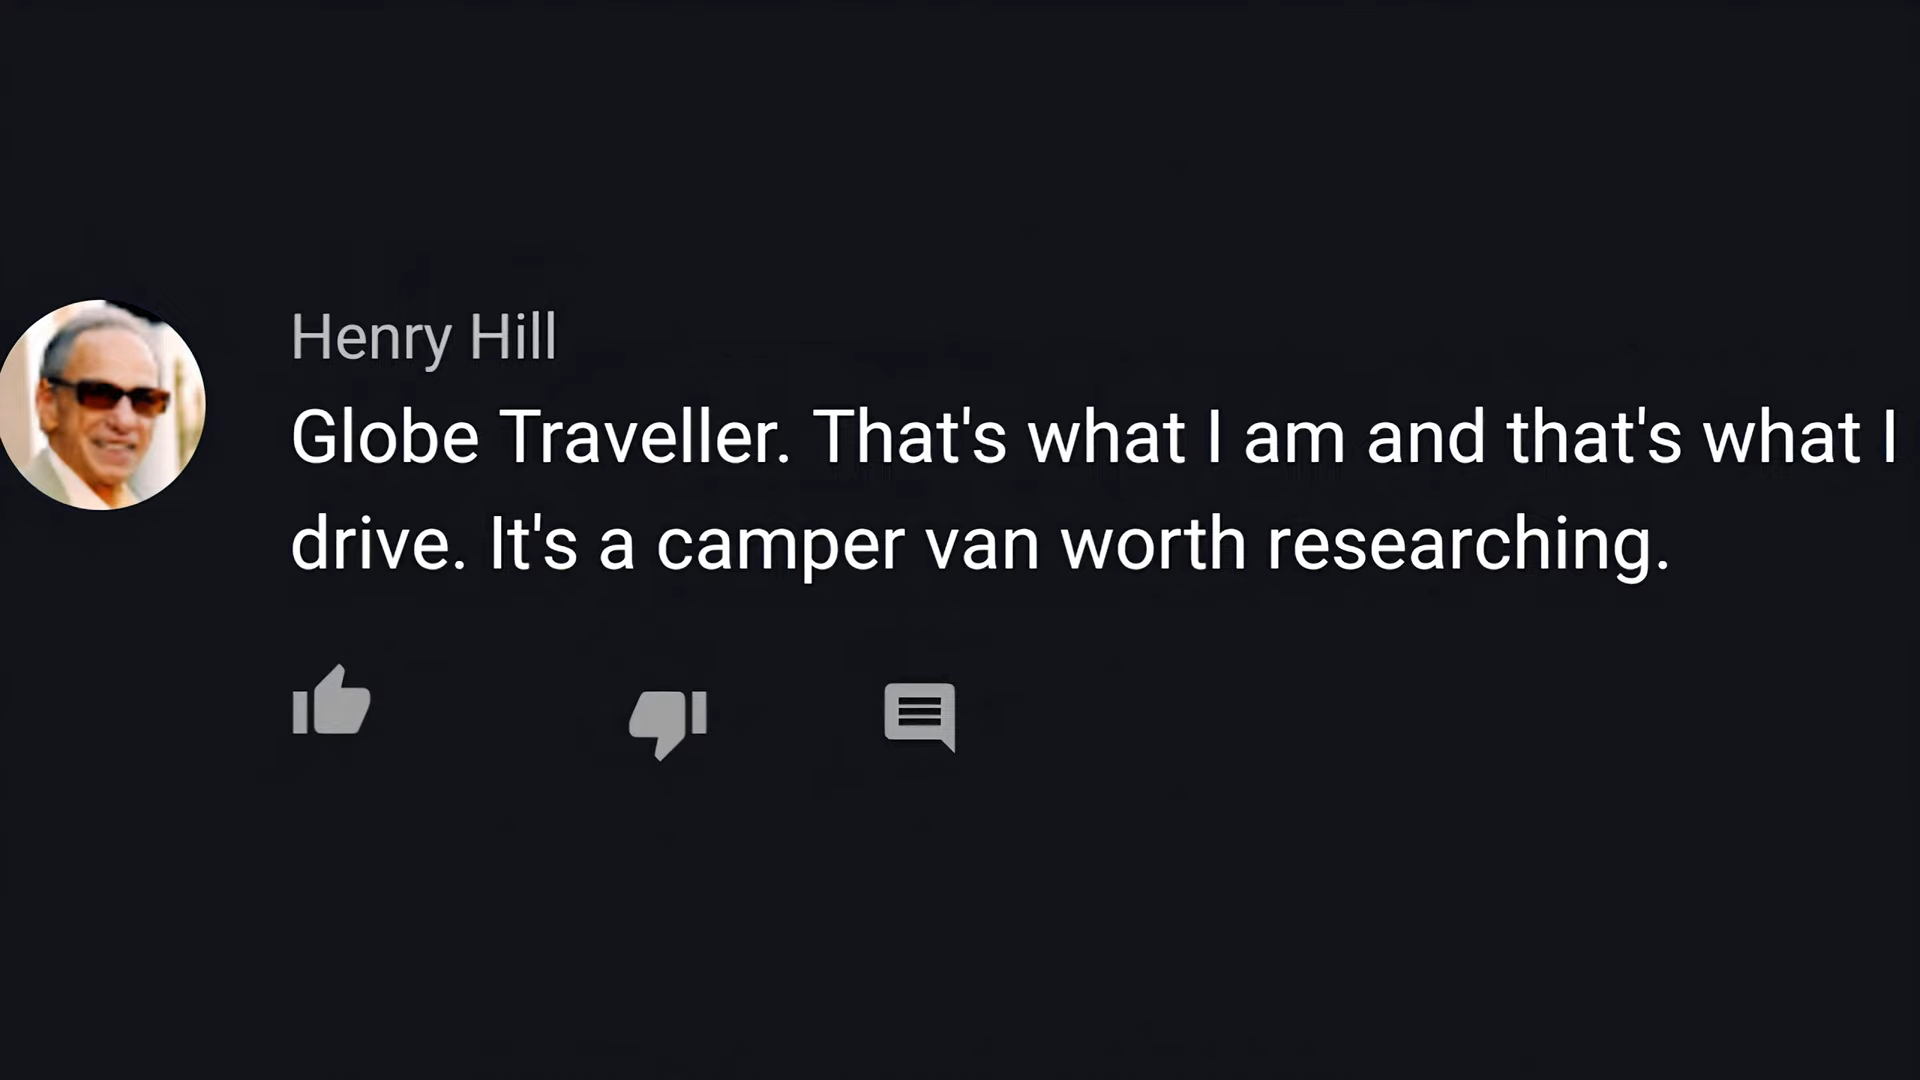 Henry Hill
Globe Traveller. That's what I am and that's what I
drive. It's a camper van worth researching.